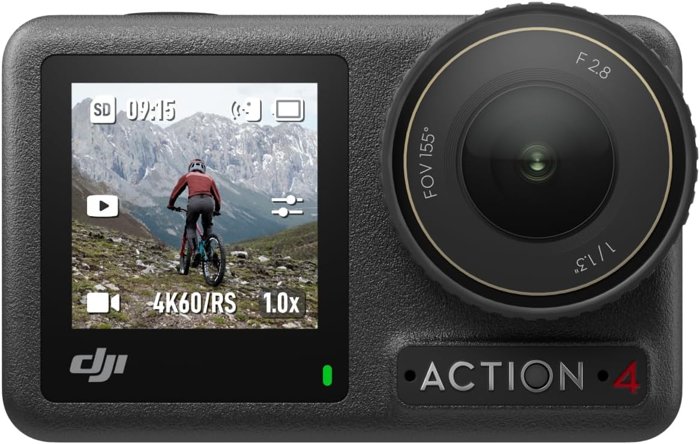 SD 09:15
4K60/RS 1.0x
dji
F 2.8
FOV 155°
1/1.3"
ACTION 4